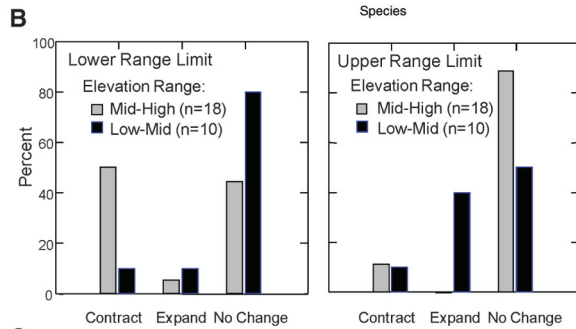 Species
B
100
80
60
40
20
0
Percent
Lower Range Limit
Elevation Range:
Mid-High (n=18)
Low-Mid (n=10)
Contract Expand No Change
Upper Range Limit
Elevation Range:
Mid-High (n=18)
Low-Mid (n=10)
Contract Expand No Change